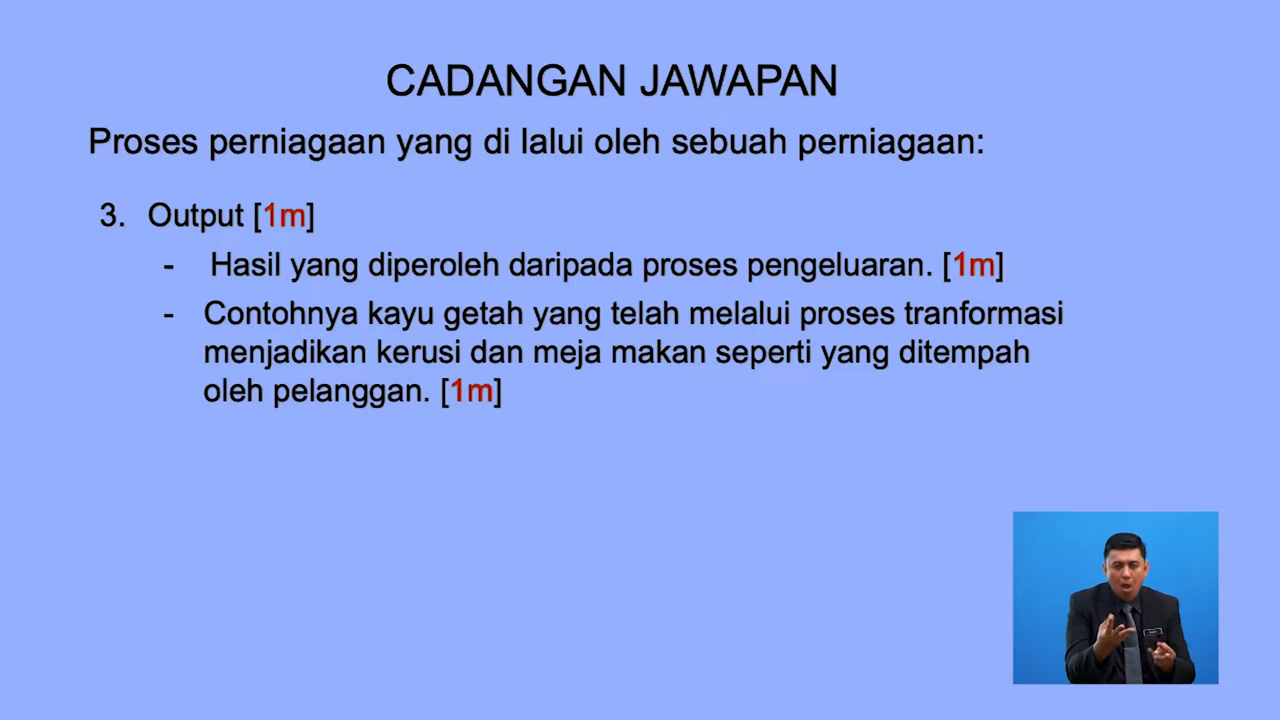 CADANGAN JAWAPAN
Proses perniagaan yang di lalui oleh sebuah perniagaan:
3. Output [1m]
- Hasil yang diperoleh daripada proses pengeluaran. [1m]
- Contohnya kayu getah yang telah melalui proses tranformasi
menjadikan kerusi dan meja makan seperti yang ditempah
oleh pelanggan. [1m]